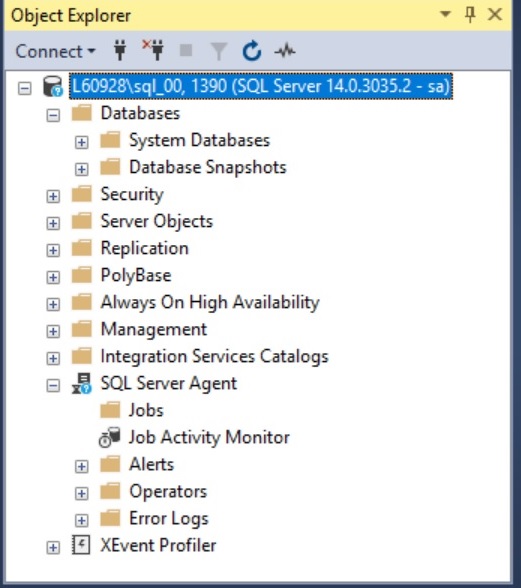 Object Explorer
Connect
L60928\sql_00, 1390 (SQL Server 14.0.3035.2 - sa)
Databases
System Databases
Database Snapshots
Security
Server Objects
Replication
PolyBase
Always On High Availability
Management
Integration Services Catalogs
SQL Server Agent
Jobs
Job Activity Monitor
Alerts
Operators
Error Logs
XEvent Profiler